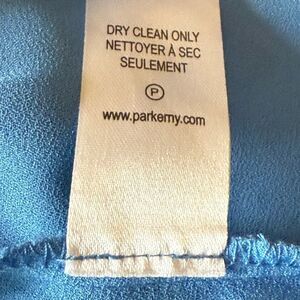 DRY CLEAN ONLY
NETTOYER À SEC
SEULEMENT
P
www.parkerny.com